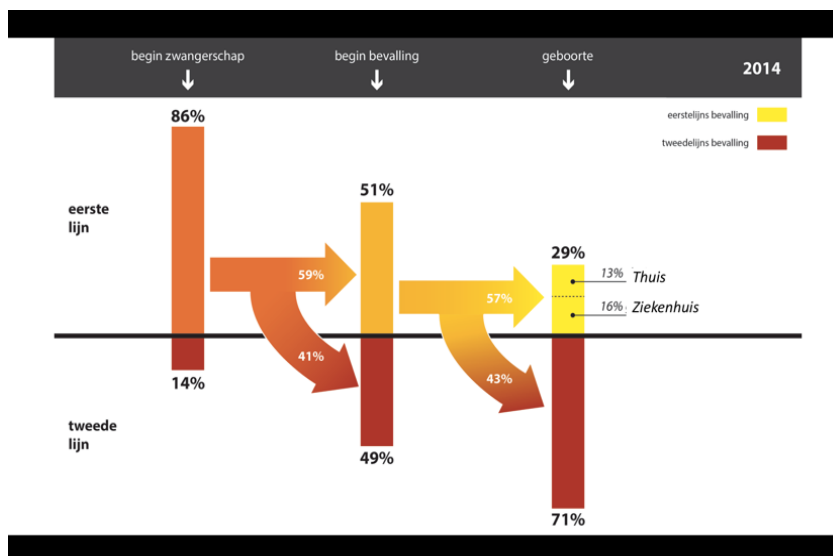 begin zwangerschap
begin bevalling
geboorte
2014
eerstelijns bevalling
tweedelijns bevalling
86%
51%
29%
eerste
lijn
59%
57%
13% Thuis
16% Ziekenhuis
41%
43%
14%
49%
71%
tweede
lijn